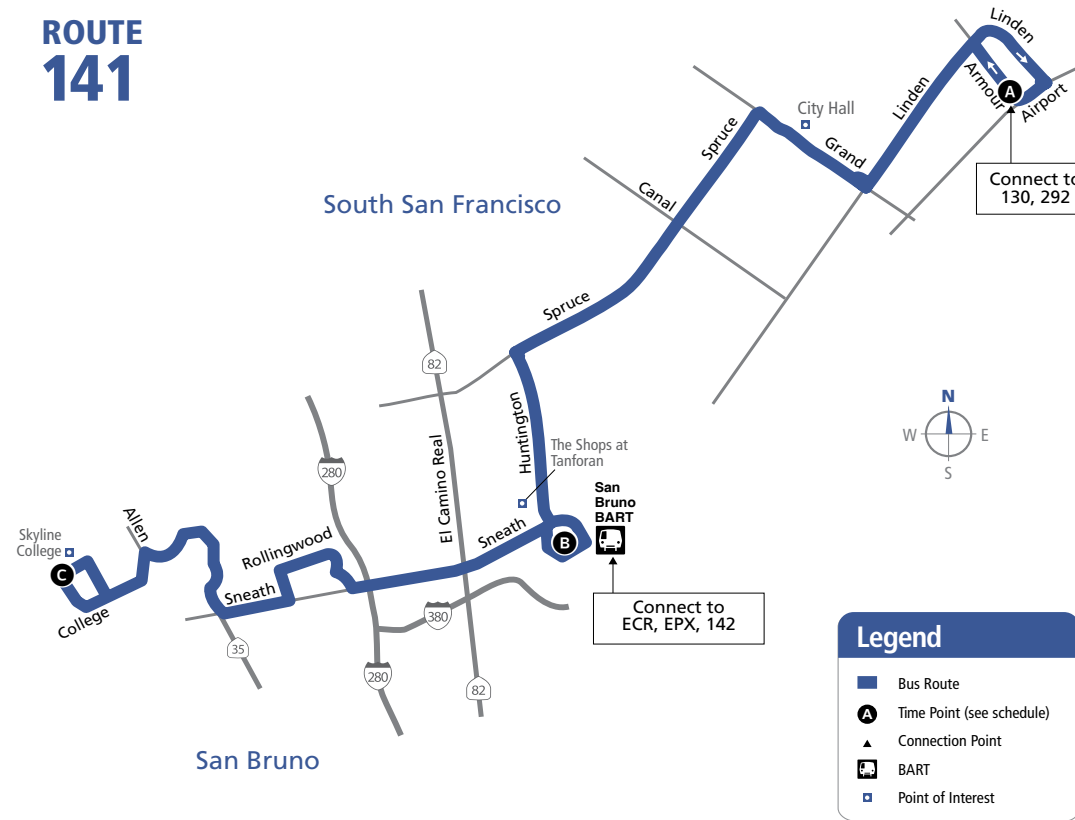 ROUTE
141
Linden
Armour
A
Airport
Linden
City Hall
Grand
Spruce
Canal
Connect to
130, 292
South San Francisco
Spruce
82
Huntington
El Camino Real
N
W
E
S
280
The Shops at
Tanforan
San
Bruno
BART
Sneath
B
Allen
Rollingwood
Skyline
College
C
College
Sneath
380
Connect to
ECR, EPX, 142
35
280
82
San Bruno
Legend
Bus Route
A
Time Point (see schedule)
Connection Point
BART
Point of Interest